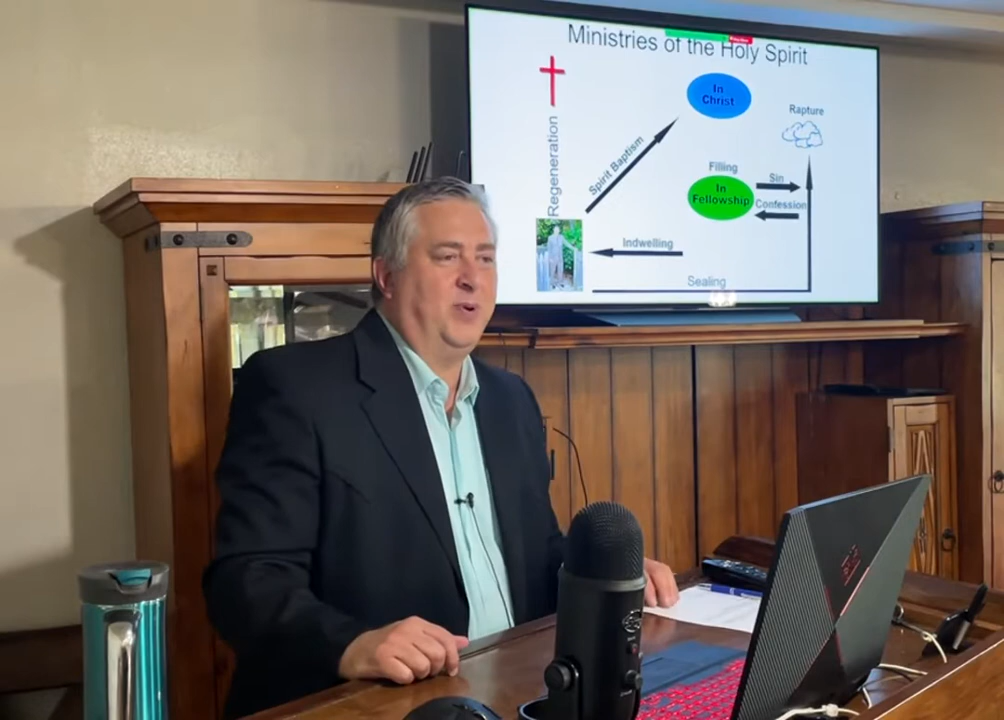 Ministries of the Holy Spirit
In
Christ
Rapture
Regeneration
Spirit Baptism
Filling
In
Fellowship
Sin
Confession
Indwelling
Sealing